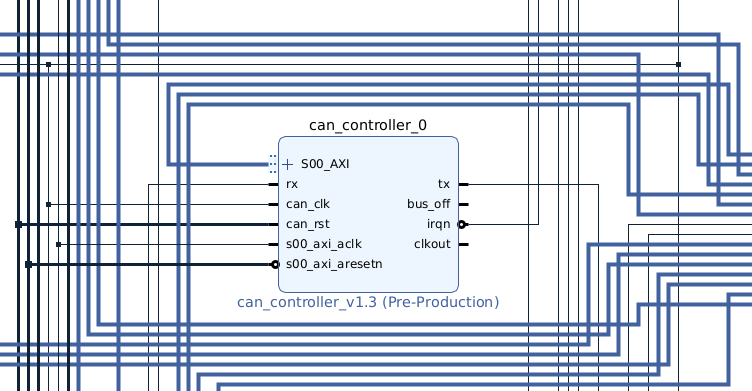 can_controller_0
S00_AXI
rx
tx
can_clk
bus_off
can_rst
irqn
s00_axi_aclk
clkout
s00_axi_aresetn
can_controller_v1.3 (Pre-Production)